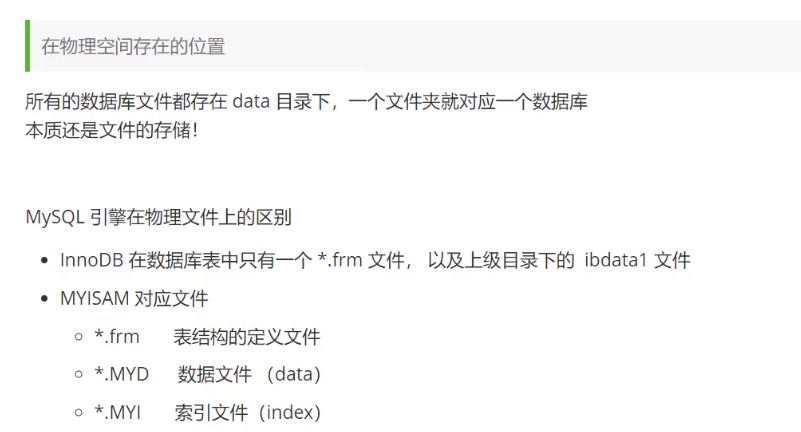 在物理空间存在的位置
所有的数据库文件都存在 data 目录下，一个文件夹就对应一个数据库
本质还是文件的存储！
MySQL 引擎在物理文件上的区别
InnoDB 在数据库表中只有一个 *.frm 文件， 以及上级目录下的 ibdata1 文件
MYISAM 对应文件
*.frm 表结构的定义文件
*.MYD 数据文件 （data）
*.MYI 索引文件（index）